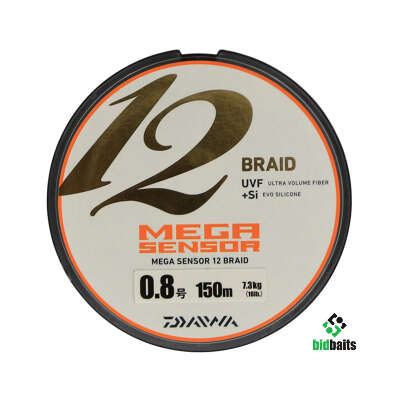 12
BRAID
UVF ULTRA VOLUME FIBER
+Si EVO SILICONE
MEGA
SENSOR
MEGA SENSOR 12 BRAID
0.8号 150m 7.3kg
(16lb.)
DAIWA
bidbaits